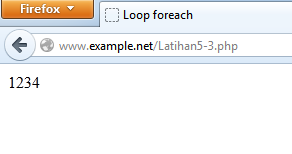 Firefox
Loop foreach
www.example.net/Latihan5-3.php
1234